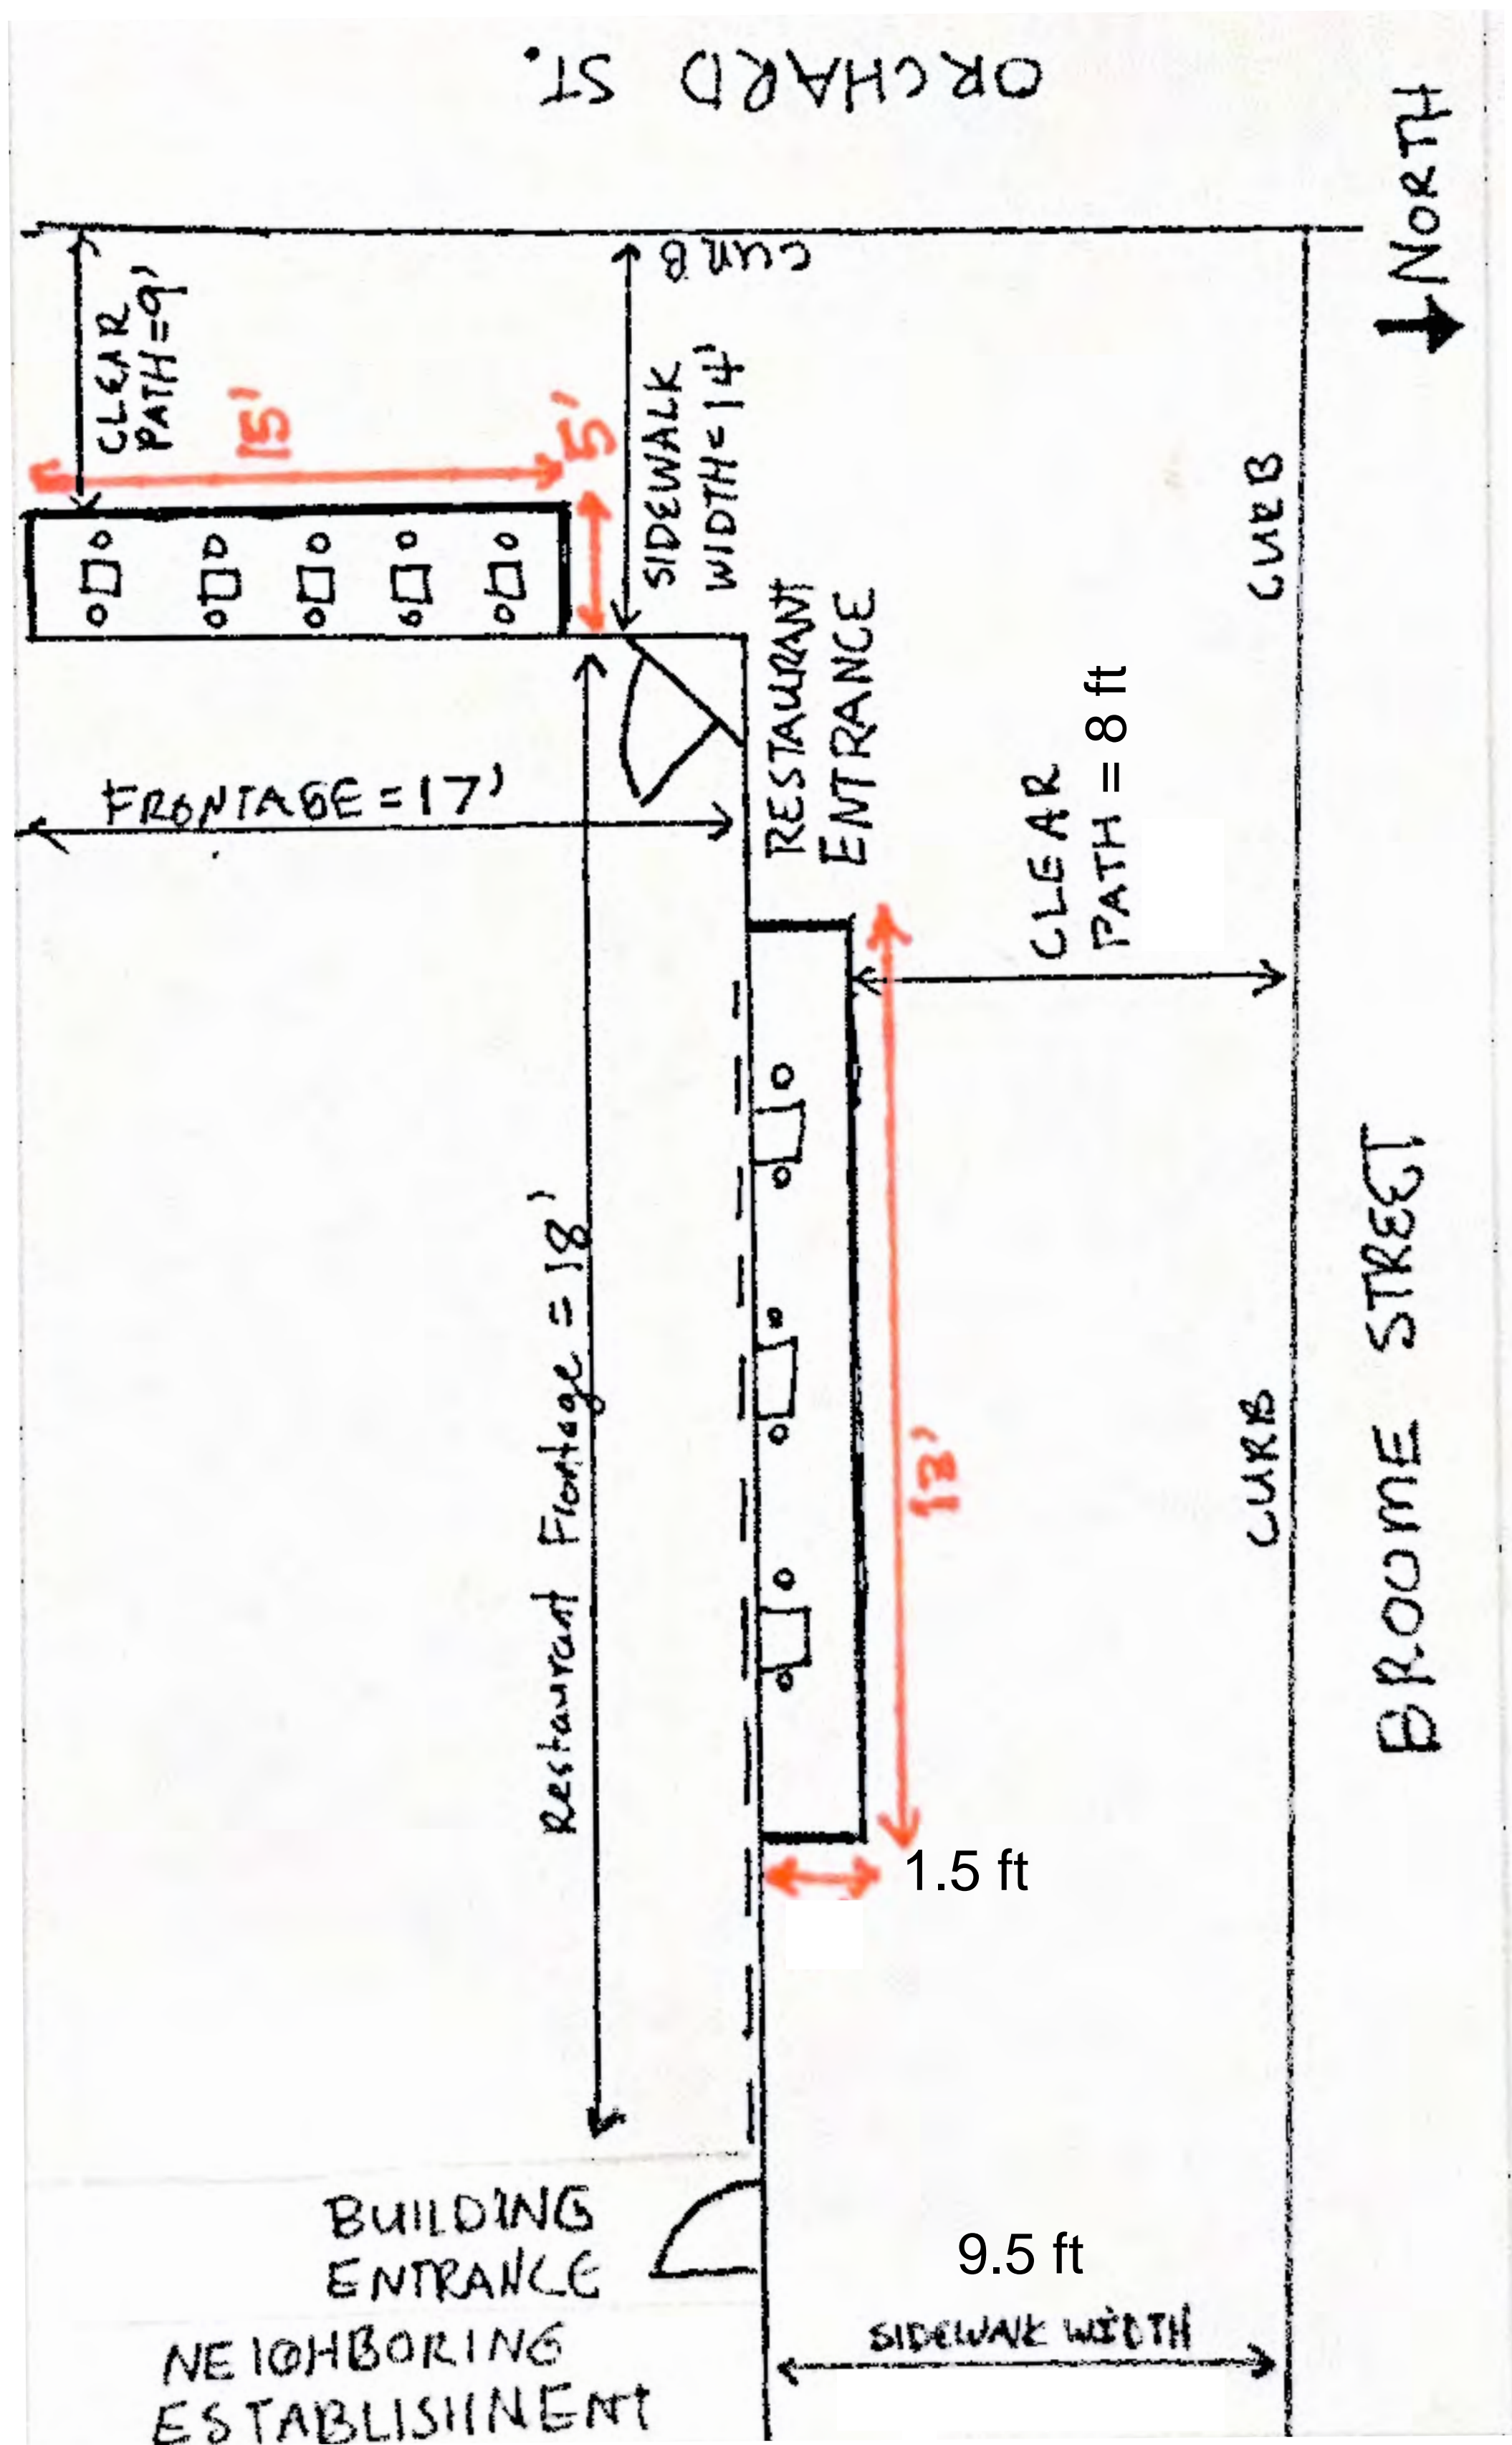 ORCHARD ST.
NORTH
CURB
CLEAR
PATH=9'
15'
5'
SIDEWALK
WIDTH=14'
CURB
RESTAURANT
ENTRANCE
FRONTAGE=17'
CLEAR
PATH = 8 ft
Restaurant Frontage = 18'
13'
CURB
BROOME STREET
1.5 ft
BUILDING
ENTRANCE
9.5 ft
SIDEWALK WIDTH
NEIGHBORING
ESTABLISHMENT